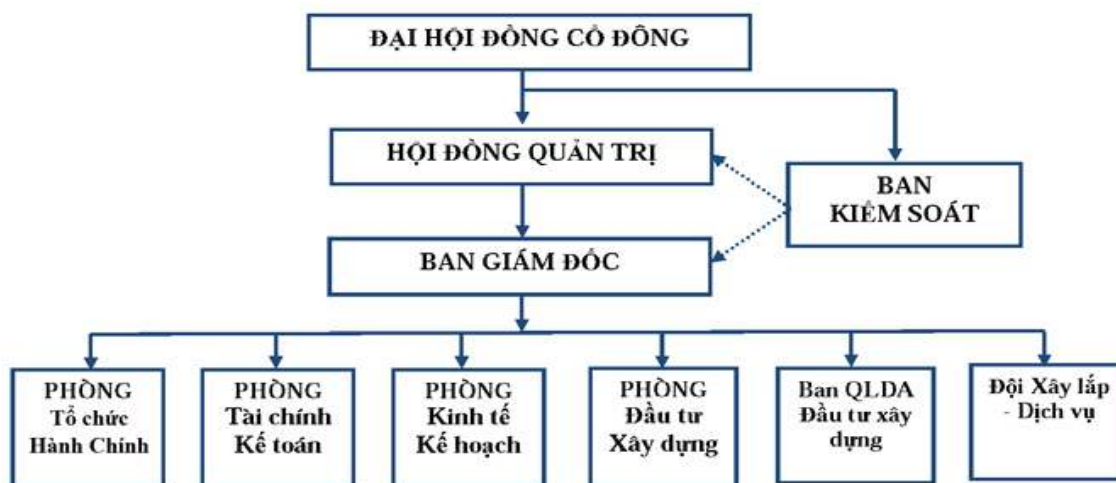 ĐẠI HỘI ĐỒNG CỔ ĐÔNG
HỘI ĐỒNG QUẢN TRỊ
BAN
KIỂM SOÁT
BAN GIÁM ĐỐC
PHÒNG
Tổ chức
Hành Chính
PHÒNG
Tài chính
Kế toán
PHÒNG
Kinh tế
Kế hoạch
PHÒNG
Đầu tư
Xây dựng
Ban QLDA
Đầu tư xây
dựng
Đội Xây lắp
- Dịch vụ